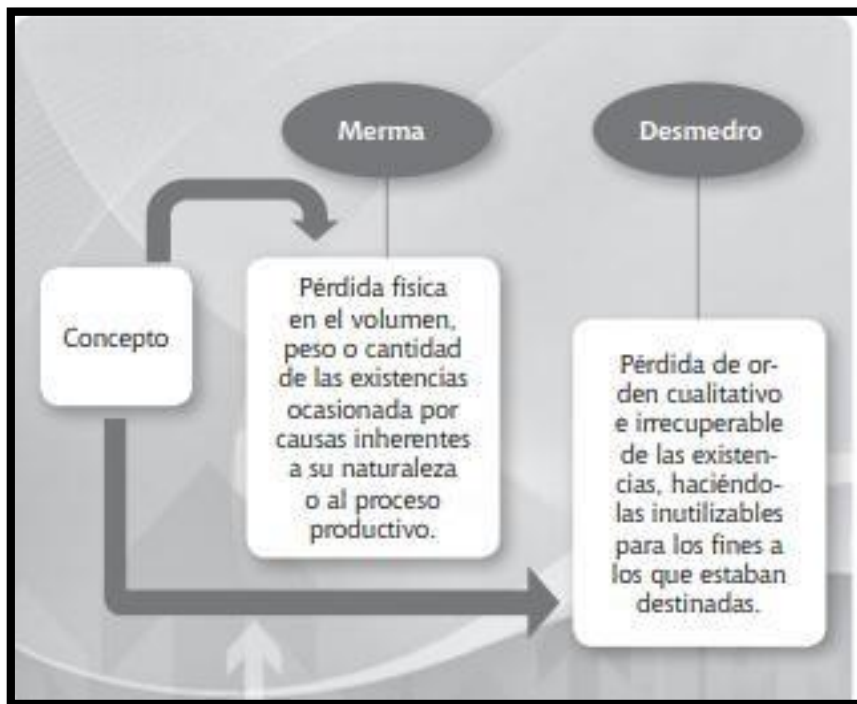 Merma
Desmedro
Concepto
Pérdida física
en el volumen,
peso o cantidad
de las existencias
ocasionada por
causas inherentes
a su naturaleza
o al proceso
productivo.
Pérdida de or-
den cualitativo
e irrecuperable
de las existen-
cias, haciéndo-
las inutilizables
para los fines a
los que estaban
destinadas.